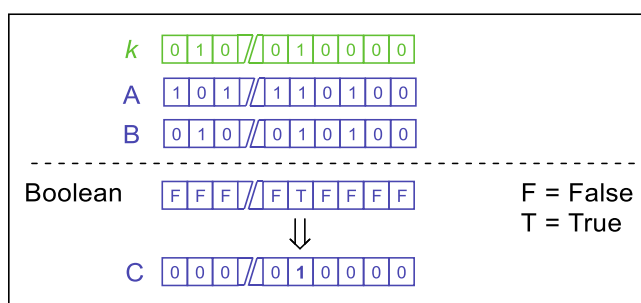 k 0 1 0 0 1 0 0 0 0
A 1 0 1 1 1 0 1 0 0
B 0 1 0 0 1 0 1 0 0
Boolean F F F F T F F F F F = False
T = True
C 0 0 0 0 1 0 0 0 0